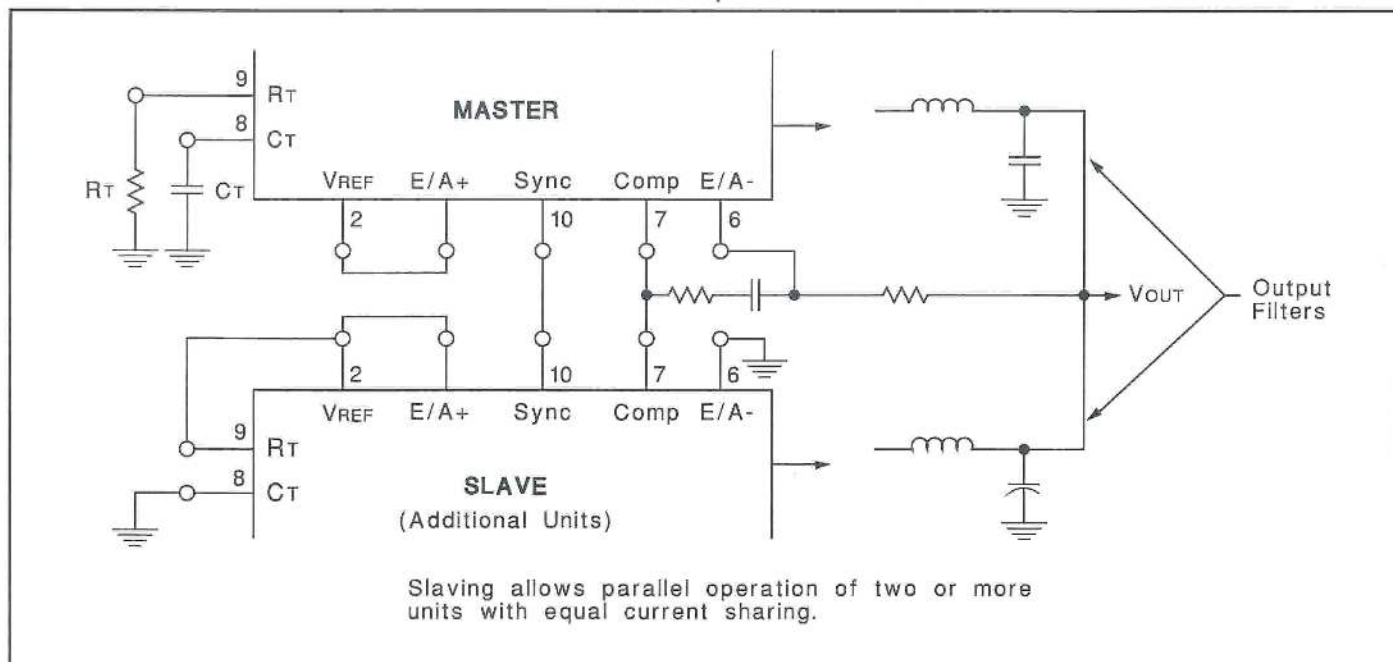 9
RT
MASTER
8
CT
RT
CT
VREF E/A+ Sync Comp E/A-
2 10 7 6
VOUT
Output
Filters
2 10 7 6
VREF E/A+ Sync Comp E/A-
9
RT
8
CT
SLAVE
(Additional Units)
Slaving allows parallel operation of two or more
units with equal current sharing.